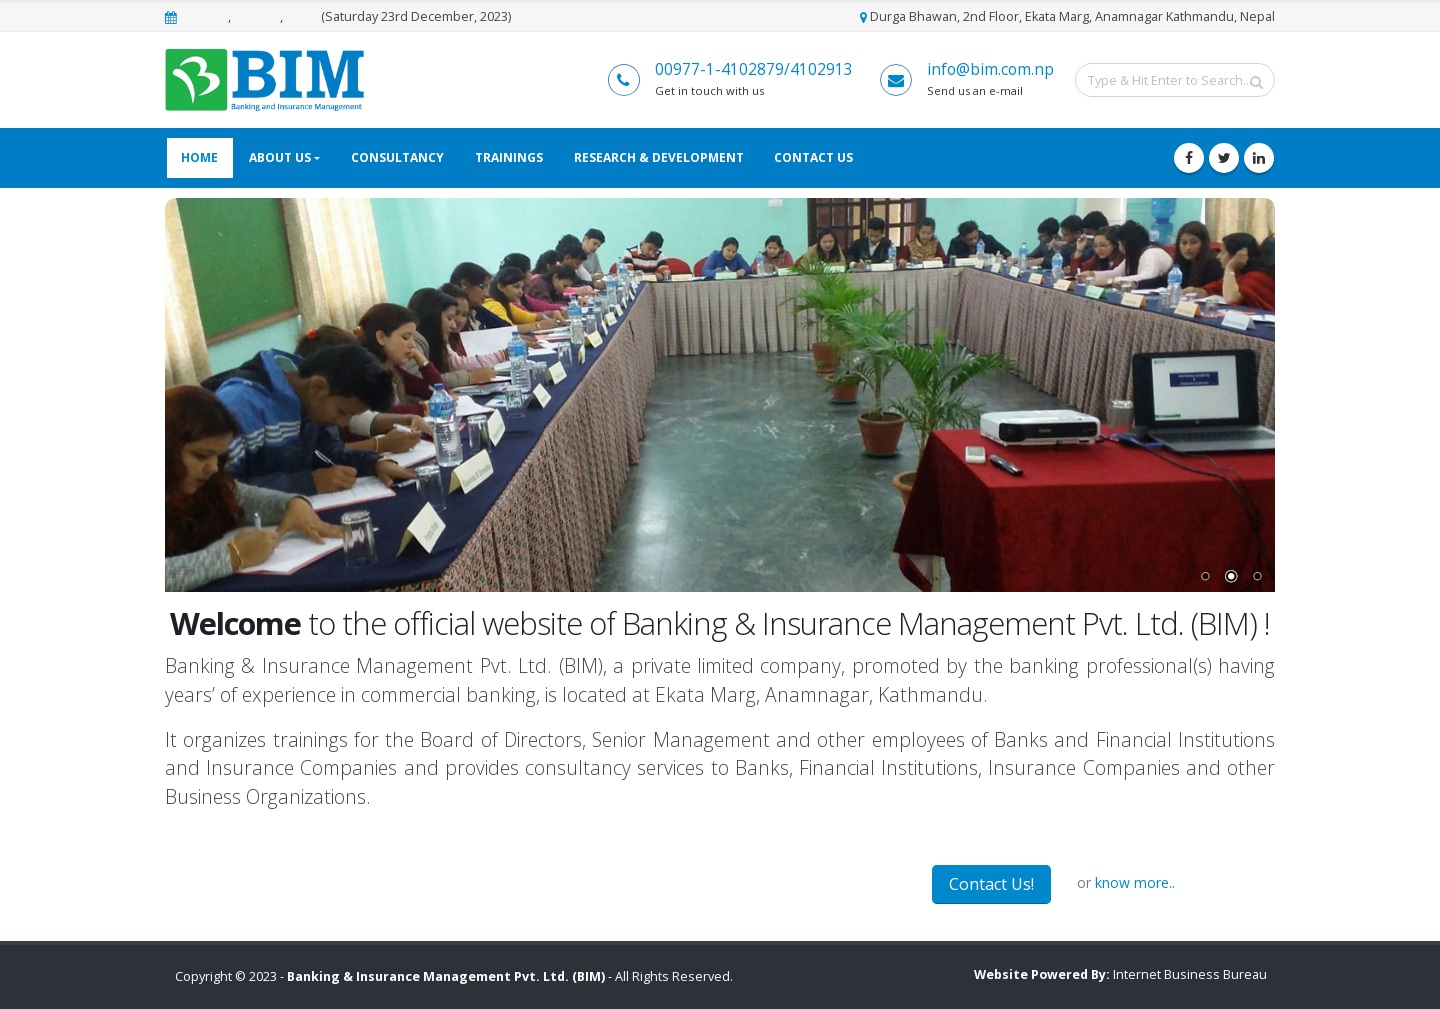 , , (Saturday 23rd December, 2023)
Durga Bhawan, 2nd Floor, Ekata Marg, Anamnagar Kathmandu, Nepal
BIM
Banking and Insurance Management
00977-1-4102879/4102913
Get in touch with us
info@bim.com.np
Send us an e-mail
Type & Hit Enter to Search..
HOME ABOUT US CONSULTANCY TRAININGS RESEARCH & DEVELOPMENT CONTACT US
Welcome to the official website of Banking & Insurance Management Pvt. Ltd. (BIM) !
Banking & Insurance Management Pvt. Ltd. (BIM), a private limited company, promoted by the banking professional(s) having
years’ of experience in commercial banking, is located at Ekata Marg, Anamnagar, Kathmandu.
It organizes trainings for the Board of Directors, Senior Management and other employees of Banks and Financial Institutions
and Insurance Companies and provides consultancy services to Banks, Financial Institutions, Insurance Companies and other
Business Organizations.
Contact Us! or know more..
Copyright © 2023 - Banking & Insurance Management Pvt. Ltd. (BIM) - All Rights Reserved.
Website Powered By: Internet Business Bureau